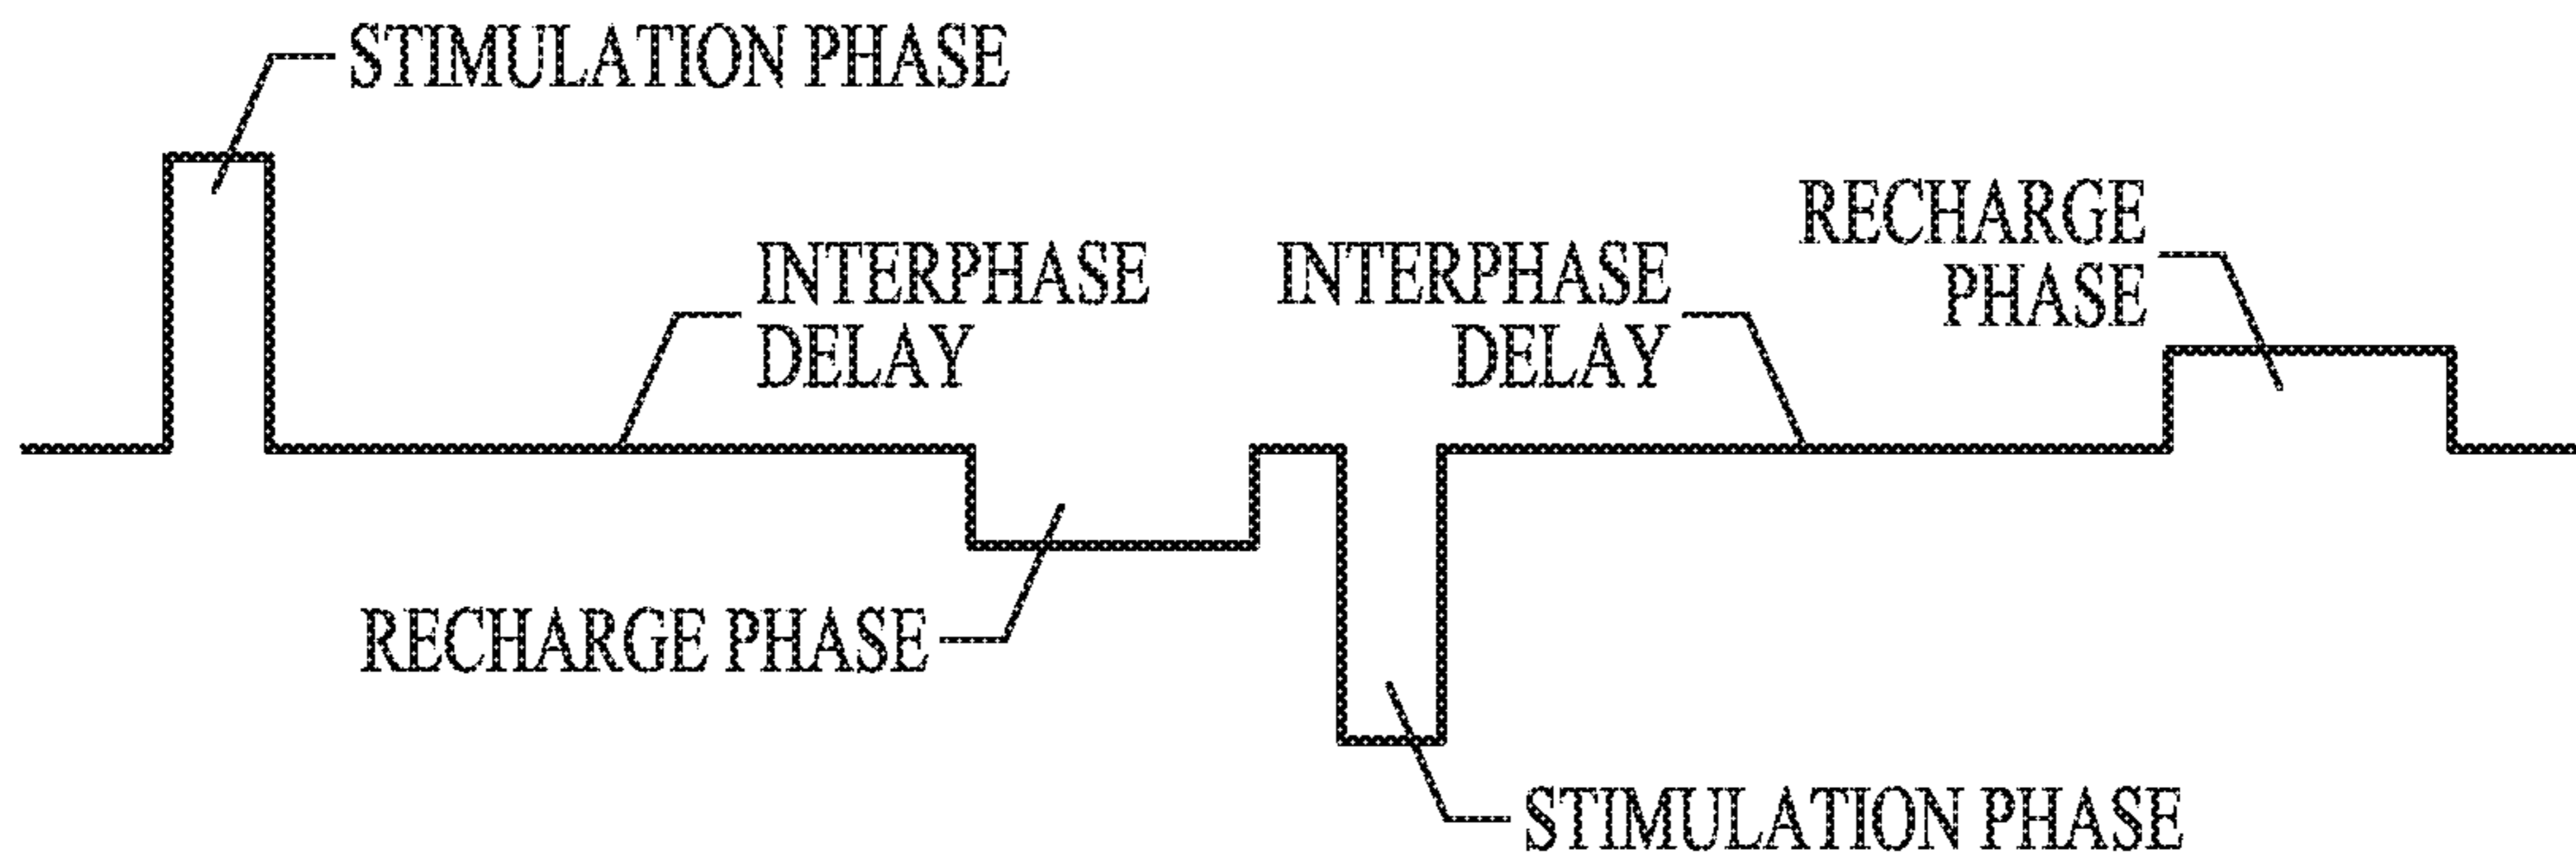 STIMULATION PHASE
INTERPHASE
DELAY
INTERPHASE
DELAY
RECHARGE
PHASE
RECHARGE PHASE
STIMULATION PHASE